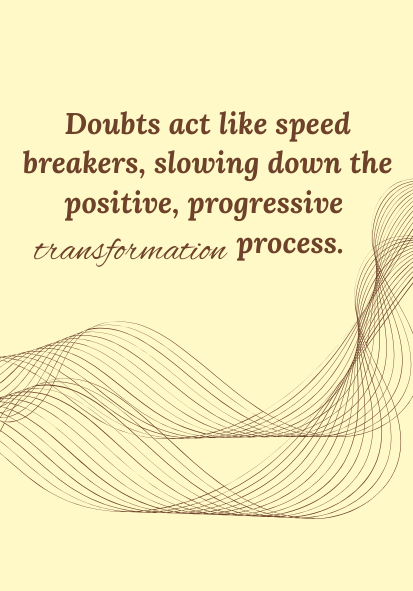 Doubts act like speed
breakers, slowing down the
positive, progressive
transformation process.